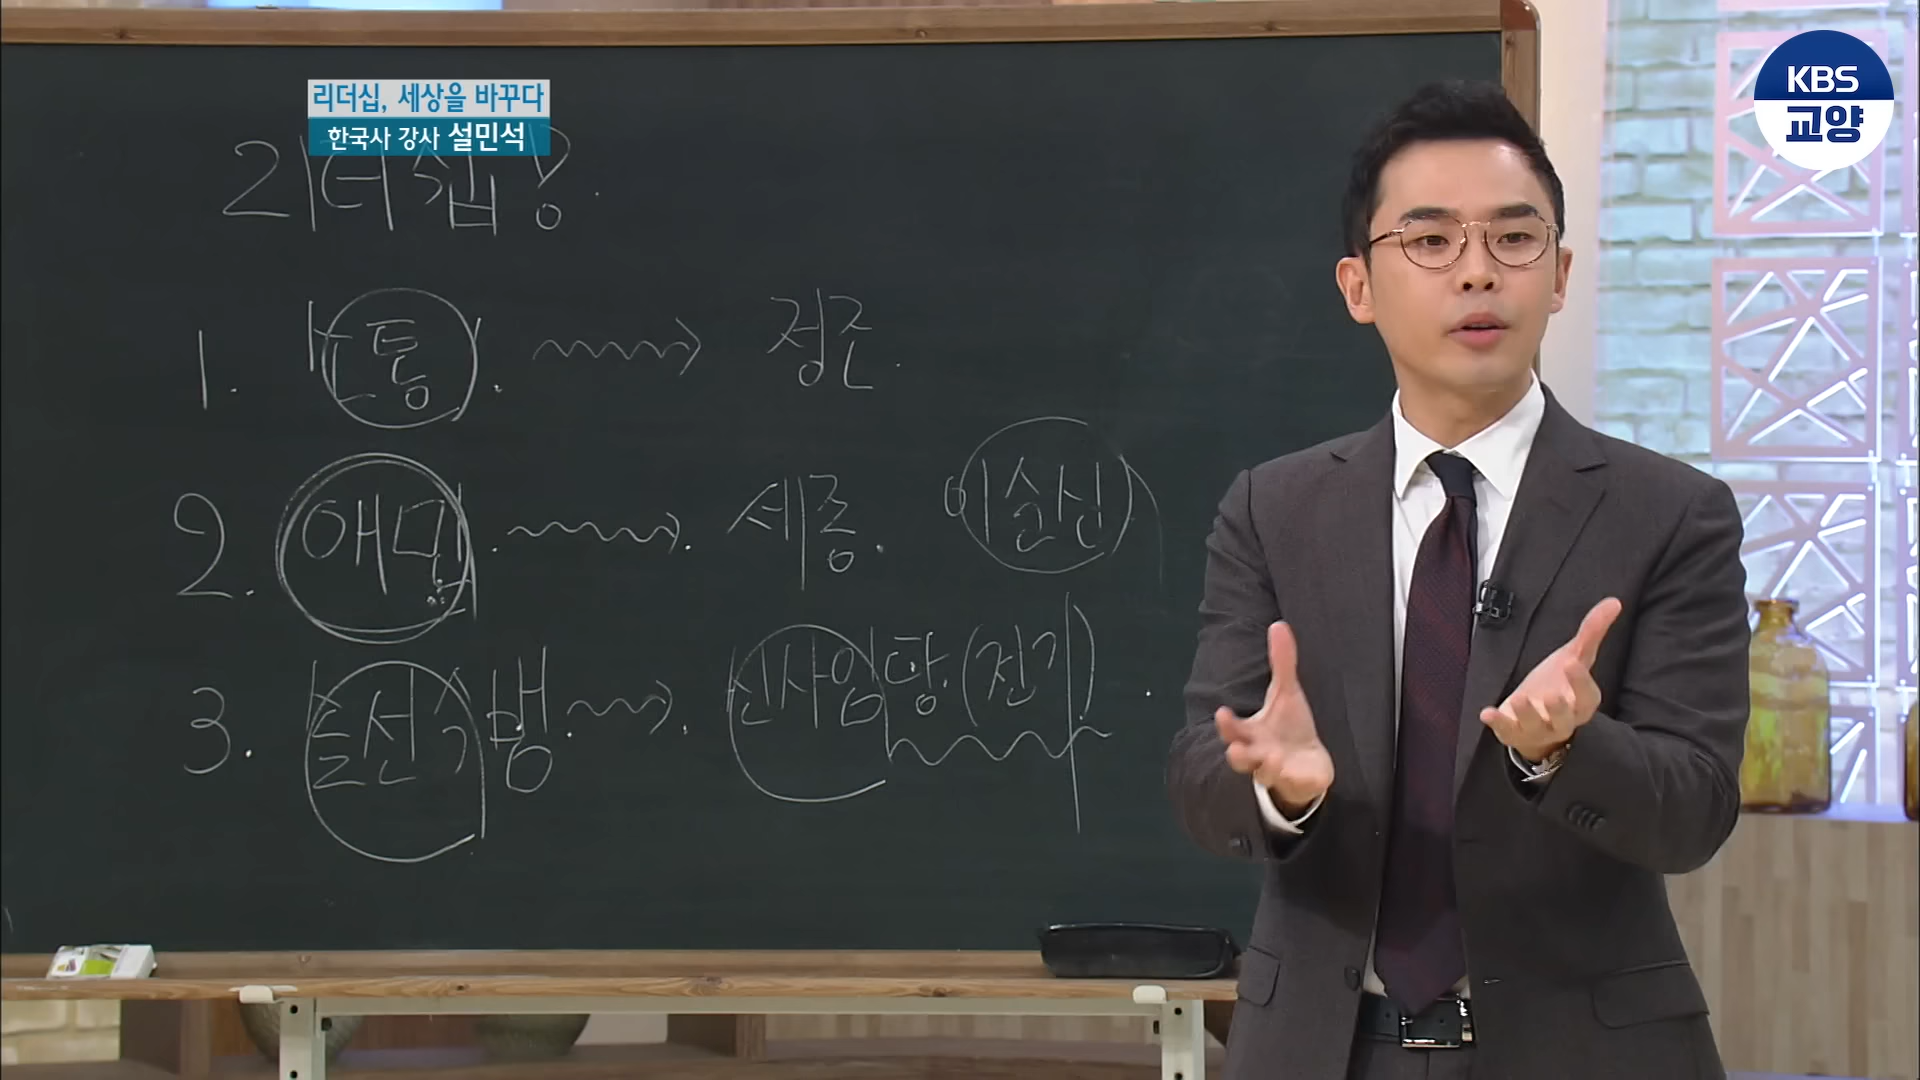 KBS
교양
리더십, 세상을 바꾸다
한국사 강사 설민석
리더십!
1. 소통. 정조.
2. 애민. 세종. 이순신
3. 솔선수범. 신사임당.(전기)